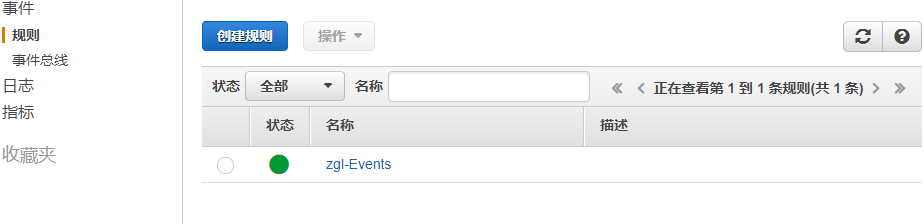 事件
规则
事件总线
日志
指标
收藏夹
创建规则 操作
状态 全部 名称 正在查看第 1 到 1 条规则(共 1 条)
状态 名称 描述
zgl-Events